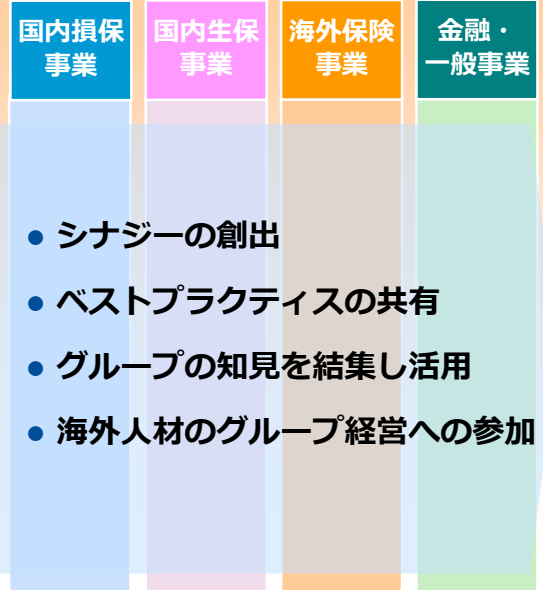 国内損保
事業
国内生保
事業
海外保険
事業
金融・
一般事業
● シナジーの創出
● ベストプラクティスの共有
● グループの知見を結集し活用
● 海外人材のグループ経営への参加